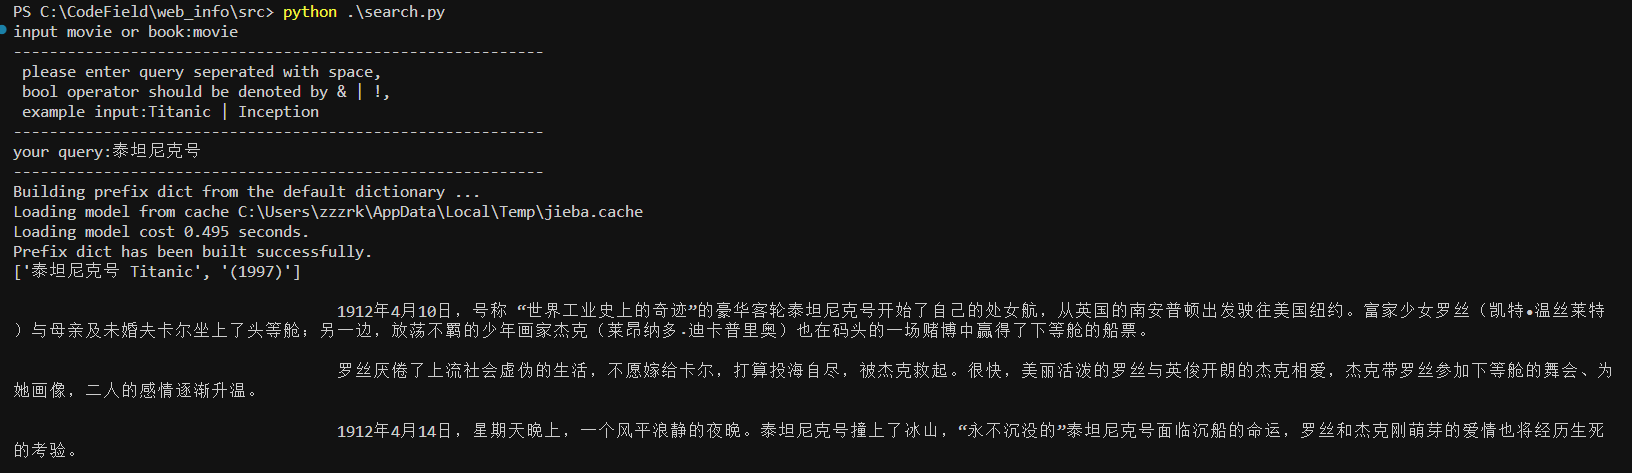 PS C:\CodeField\web_info\src> python .\search.py
input movie or book:movie
-----------------------------------------------------------
 please enter query seperated with space,
 bool operator should be denoted by & | !,
 example input:Titanic | Inception
-----------------------------------------------------------
your query:泰坦尼克号
-----------------------------------------------------------
Building prefix dict from the default dictionary ...
Loading model from cache C:\Users\zzzrk\AppData\Local\Temp\jieba.cache
Loading model cost 0.495 seconds.
Prefix dict has been built successfully.
['泰坦尼克号 Titanic', '(1997)']
1912年4月10日，号称 “世界工业史上的奇迹”的豪华客轮泰坦尼克号开始了自己的处女航，从英国的南安普顿出发驶往美国纽约。富家少女罗丝（凯特•温丝莱特
）与母亲及未婚夫卡尔坐上了头等舱；另一边，放荡不羁的少年画家杰克（莱昂纳多·迪卡普里奥）也在码头的一场赌博中赢得了下等舱的船票。
罗丝厌倦了上流社会虚伪的生活，不愿嫁给卡尔，打算投海自尽，被杰克救起。很快，美丽活泼的罗丝与英俊开朗的杰克相爱，杰克带罗丝参加下等舱的舞会、为
她画像，二人的感情逐渐升温。
1912年4月14日，星期天晚上，一个风平浪静的夜晚。泰坦尼克号撞上了冰山，“永不沉没的”泰坦尼克号面临沉船的命运，罗丝和杰克刚萌芽的爱情也将经历生死
的考验。